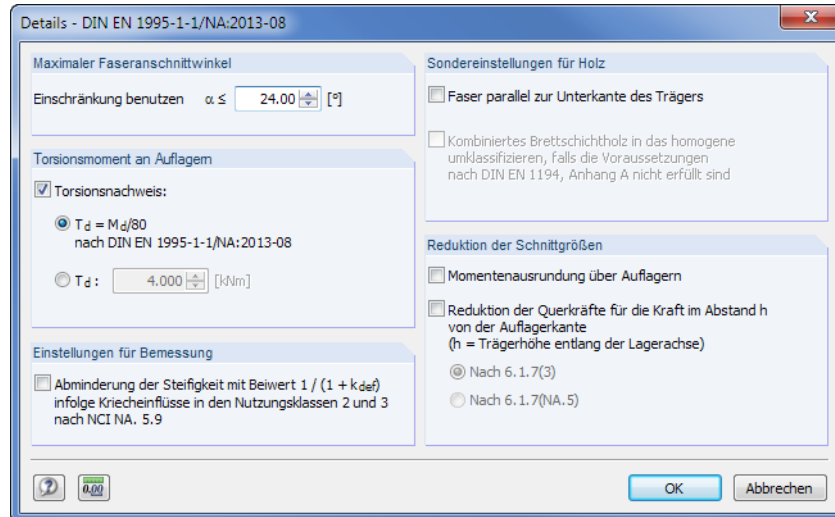 Details - DIN EN 1995-1-1/NA:2013-08
Maximaler Faseranschnittwinkel
Einschränkung benutzen α ≤ 24.00 [°]
Torsionsmoment an Auflagern
Torsionsnachweis:
Td = Md/80
nach DIN EN 1995-1-1/NA:2013-08
Td: 4.000 [kNm]
Einstellungen für Bemessung
Abminderung der Steifigkeit mit Beiwert 1 / (1 + kdef)
infolge Kriecheinflüsse in den Nutzungsklassen 2 und 3
nach NCI NA. 5.9
Sondereinstellungen für Holz
Faser parallel zur Unterkante des Trägers
Kombiniertes Brettschichtholz in das homogene
umklassifizieren, falls die Voraussetzungen
nach DIN EN 1194, Anhang A nicht erfüllt sind
Reduktion der Schnittgrößen
Momentenausrundung über Auflagern
Reduktion der Querkräfte für die Kraft im Abstand h
von der Auflagerkante
(h = Trägerhöhe entlang der Lagerachse)
Nach 6.1.7(3)
Nach 6.1.7(NA.5)
0.00
OK
Abbrechen